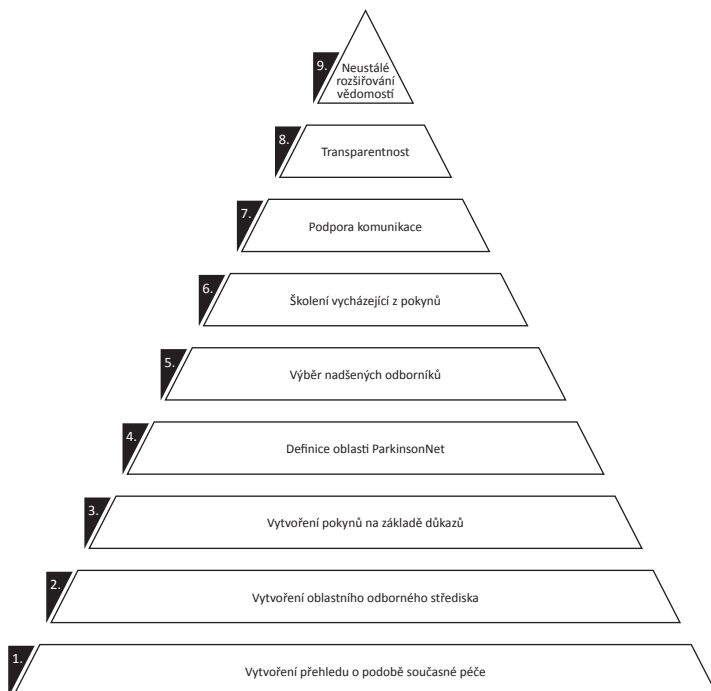 9.
Neustálé
rozšiřování
vědomostí
8.
Transparentnost
7.
Podpora komunikace
6.
Školení vycházející z pokynů
5.
Výběr nadšených odborníků
4.
Definice oblasti ParkinsonNet
3.
Vytvoření pokynů na základě důkazů
2.
Vytvoření oblastního odborného střediska
1.
Vytvoření přehledu o podobě současné péče